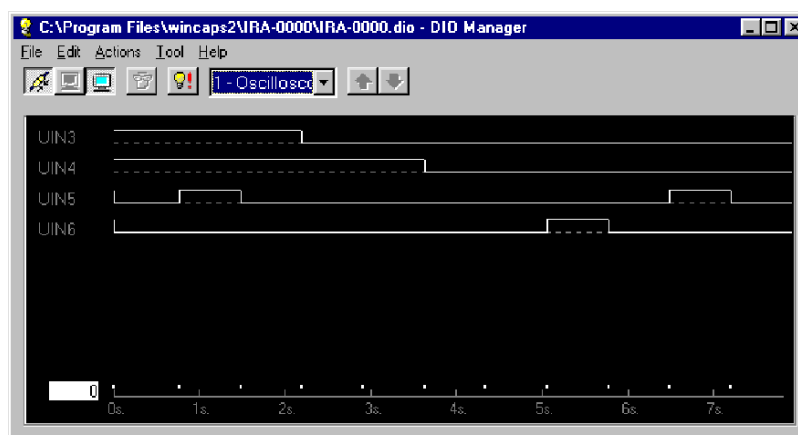 C:\Program Files\wincaps2\IRA-0000\IRA-0000.dio - DIO Manager
File Edit Actions Tool Help
1 - Oscillosco
UIN3
UIN4
UIN5
UIN6
0
0s. 1s. 2s. 3s. 4s. 5s. 6s. 7s.